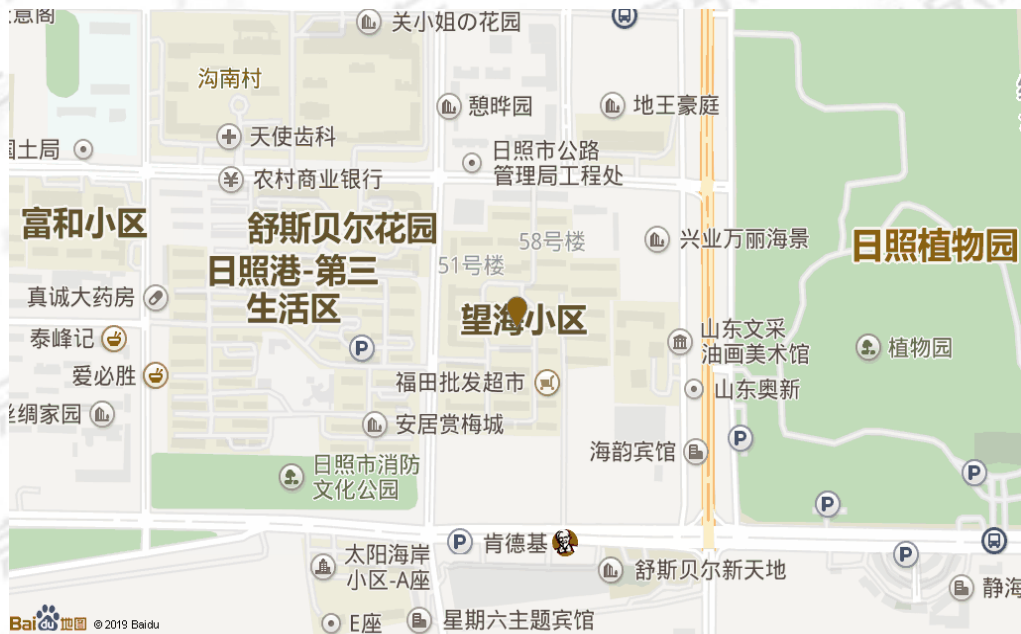 意阁
关小姐の花园
沟南村
憩晔园
地王豪庭
天使齿科
国土局
日照市公路
管理局工程处
农村商业银行
富和小区
舒斯贝尔花园
58号楼
兴业万丽海景
日照植物园
日照港-第三
生活区
51号楼
真诚大药房
望海小区
泰峰记
P
山东文采
油画美术馆
植物园
爱必胜
福田批发超市
山东奥新
丝绸家园
安居赏梅城
海韵宾馆
P
日照市消防
文化公园
P
P
P
肯德基
P
太阳海岸
小区-A座
舒斯贝尔新天地
静海
Bai du 地图 © 2019 Baidu
E座
星期六主题宾馆